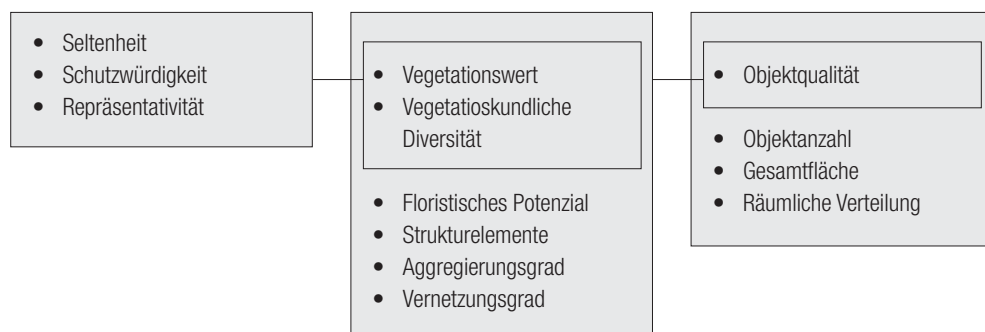 • Seltenheit
• Schutzwürdigkeit
• Repräsentativität
• Vegetationswert
• Vegetatioskundliche
Diversität
• Floristisches Potenzial
• Strukturelemente
• Aggregierungsgrad
• Vernetzungsgrad
• Objektqualität
• Objektanzahl
• Gesamtfläche
• Räumliche Verteilung